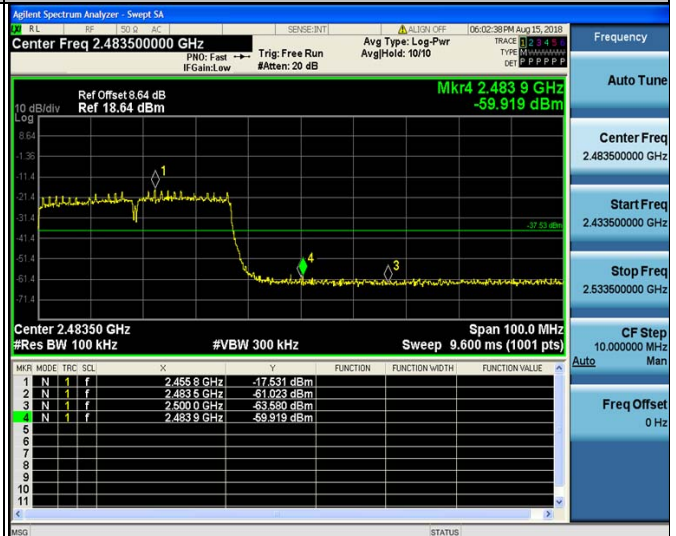 Agilent Spectrum Analyzer - Swept SA
RL RF 50 Ω AC SENSE:INT ALIGN OFF 06:02:38 PM Aug 15, 2018
Center Freq 2.483500000 GHz
PNO: Fast
IFGain:Low
Trig: Free Run
#Atten: 20 dB
Avg Type: Log-Pwr
Avg|Hold: 10/10
TRACE 1 2 3 4 5 6
TYPE M
DET P P P P P P
Frequency
Auto Tune
Center Freq
2.483500000 GHz
Start Freq
2.433500000 GHz
Stop Freq
2.533500000 GHz
CF Step
10.000000 MHz
Auto Man
Freq Offset
0 Hz
Mkr4 2.483 9 GHz
-59.919 dBm
Ref Offset 8.64 dB
10 dB/div Ref 18.64 dBm
Log
8.64
-1.36
-11.4
-21.4
-31.4
-41.4
-51.4
-61.4
-71.4
1
4
3
-37.53 dBm
Center 2.48350 GHz Span 100.0 MHz
#Res BW 100 kHz #VBW 300 kHz Sweep 9.600 ms (1001 pts)
MKR MODE TRC SCL X Y FUNCTION FUNCTION WIDTH FUNCTION VALUE
1 N 1 f 2.455 8 GHz -17.531 dBm
2 N 1 f 2.483 5 GHz -61.023 dBm
3 N 1 f 2.500 0 GHz -63.580 dBm
4 N 1 f 2.483 9 GHz -59.919 dBm
5
6
7
8
9
10
11
MSG STATUS